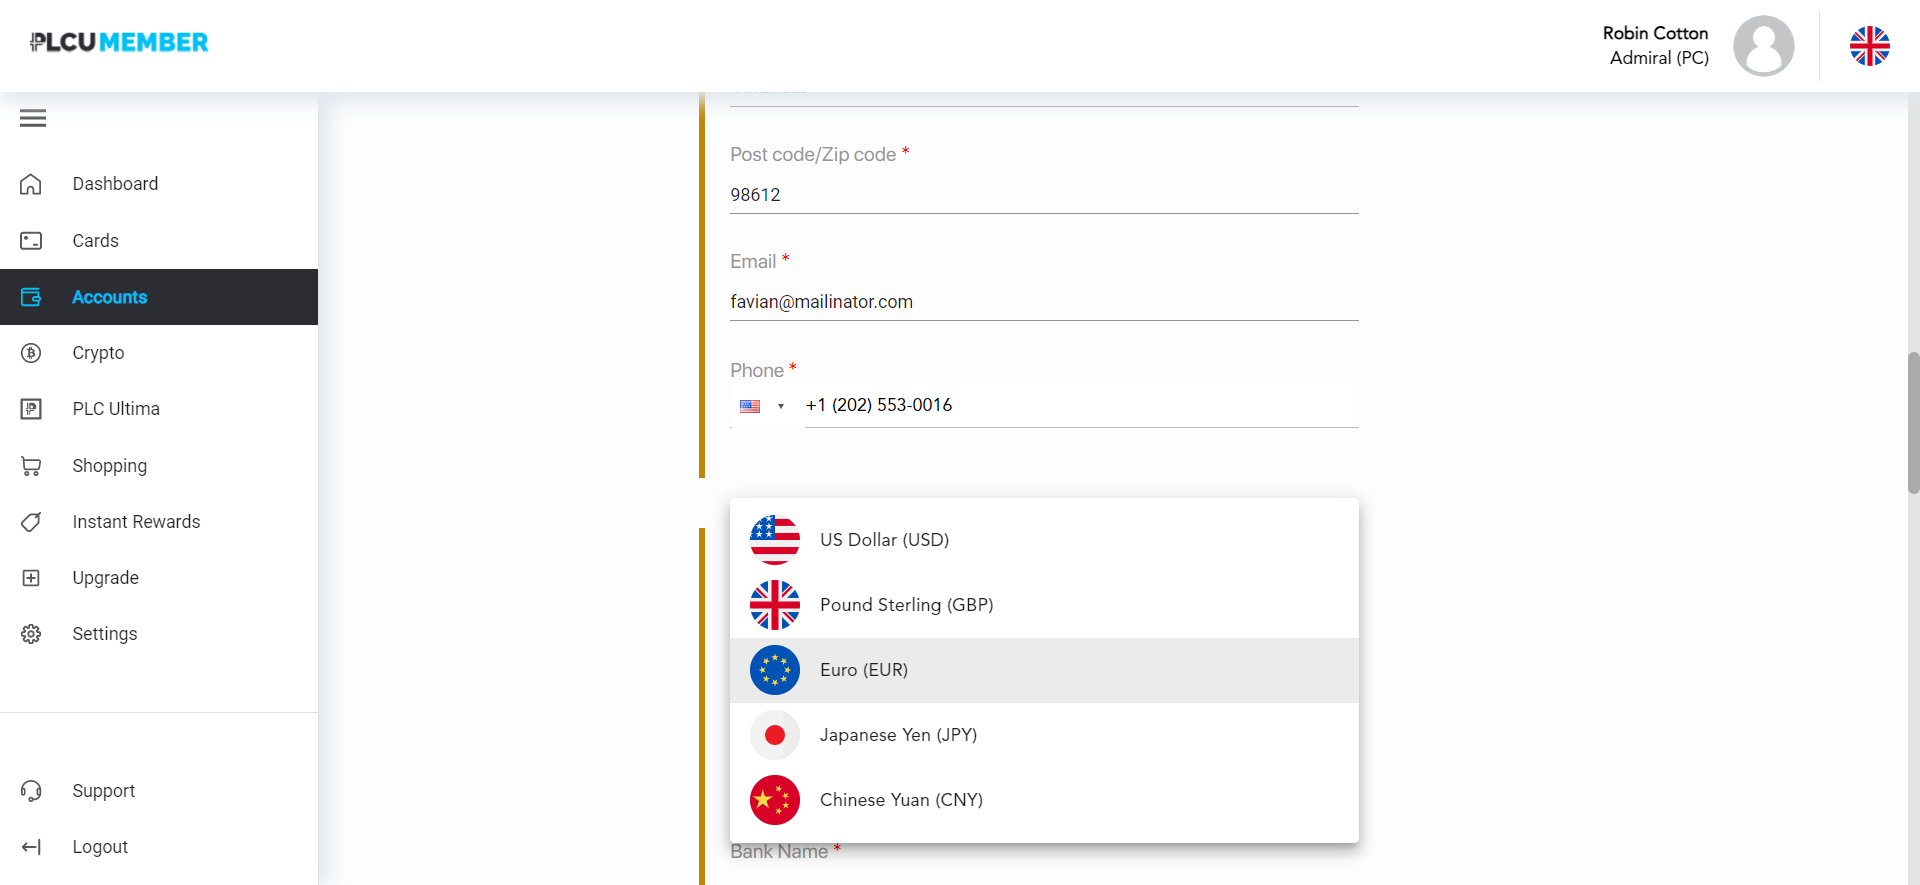 PLCU MEMBER
Robin Cotton
Admiral (PC)
Dashboard
Cards
Accounts
Crypto
PLC Ultima
Shopping
Instant Rewards
Upgrade
Settings
Support
Logout
Post code/Zip code *
98612
Email *
favian@mailinator.com
Phone *
+1 (202) 553-0016
US Dollar (USD)
Pound Sterling (GBP)
Euro (EUR)
Japanese Yen (JPY)
Chinese Yuan (CNY)
Bank Name *